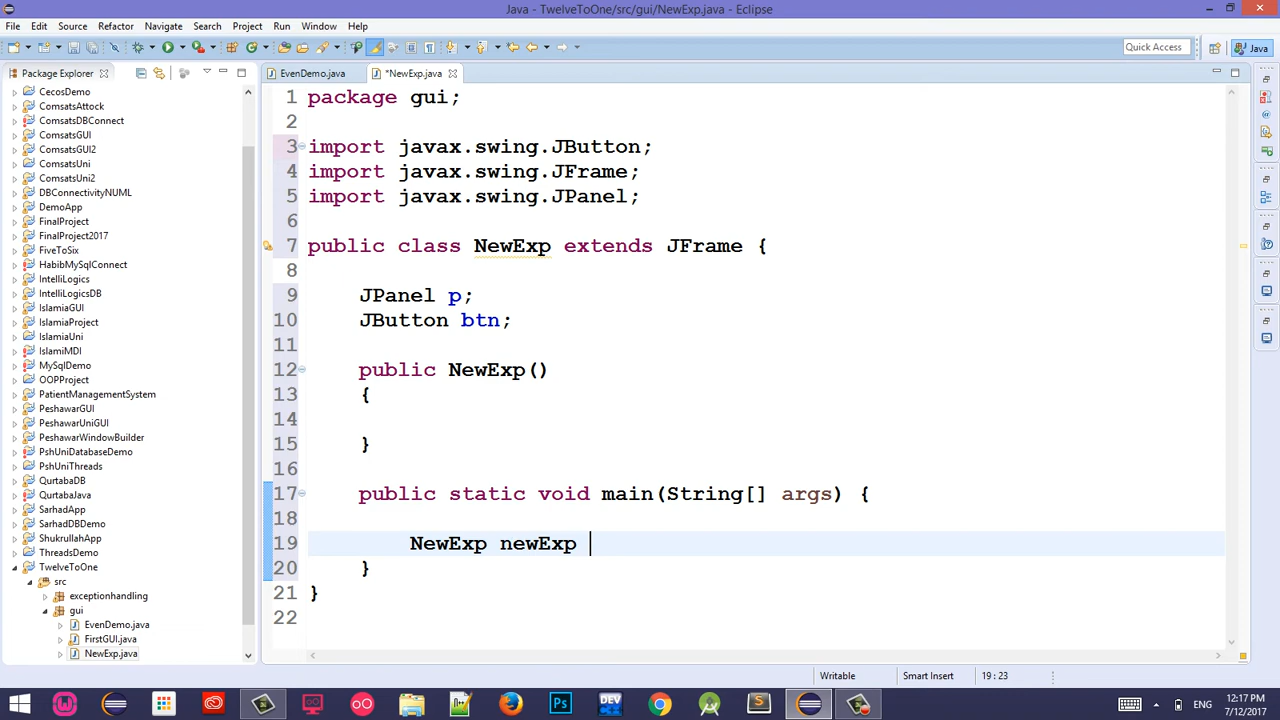 Java - TwelveToOne/src/gui/NewExp.java - Eclipse
File Edit Source Refactor Navigate Search Project Run Window Help
Quick Access
Java
Package Explorer
EvenDemo.java
*NewExp.java
CecosDemo
ComsatsAttock
ComsatsDBConnect
ComsatsGUI
ComsatsGUI2
ComsatsUni
ComsatsUni2
DBConnectivityNUML
DemoApp
FinalProject
FinalProject2017
FiveToSix
HabibMySqlConnect
IntelliLogics
IntelliLogicsDB
IslamiaGUI
IslamiaProject
IslamiaUni
IslamiMDI
MySqlDemo
OOPProject
PatientManagementSystem
PeshawarGUI
PeshawarUniGUI
PeshawarWindowBuilder
PshUniDatabaseDemo
PshUniThreads
QurtabaDB
QurtabaJava
SarhadApp
SarhadDBDemo
ShukrullahApp
ThreadsDemo
TwelveToOne
src
exceptionhandling
gui
EvenDemo.java
FirstGUI.java
NewExp.java
1 package gui;
2
3 import javax.swing.JButton;
4 import javax.swing.JFrame;
5 import javax.swing.JPanel;
6
7 public class NewExp extends JFrame {
8
9 JPanel p;
10 JButton btn;
11
12 public NewExp()
13 {
14
15 }
16
17 public static void main(String[] args) {
18
19 NewExp newExp
20 }
21 }
22
Writable Smart Insert 19 : 23
Ps
DEV
ENG
12:17 PM
7/12/2017